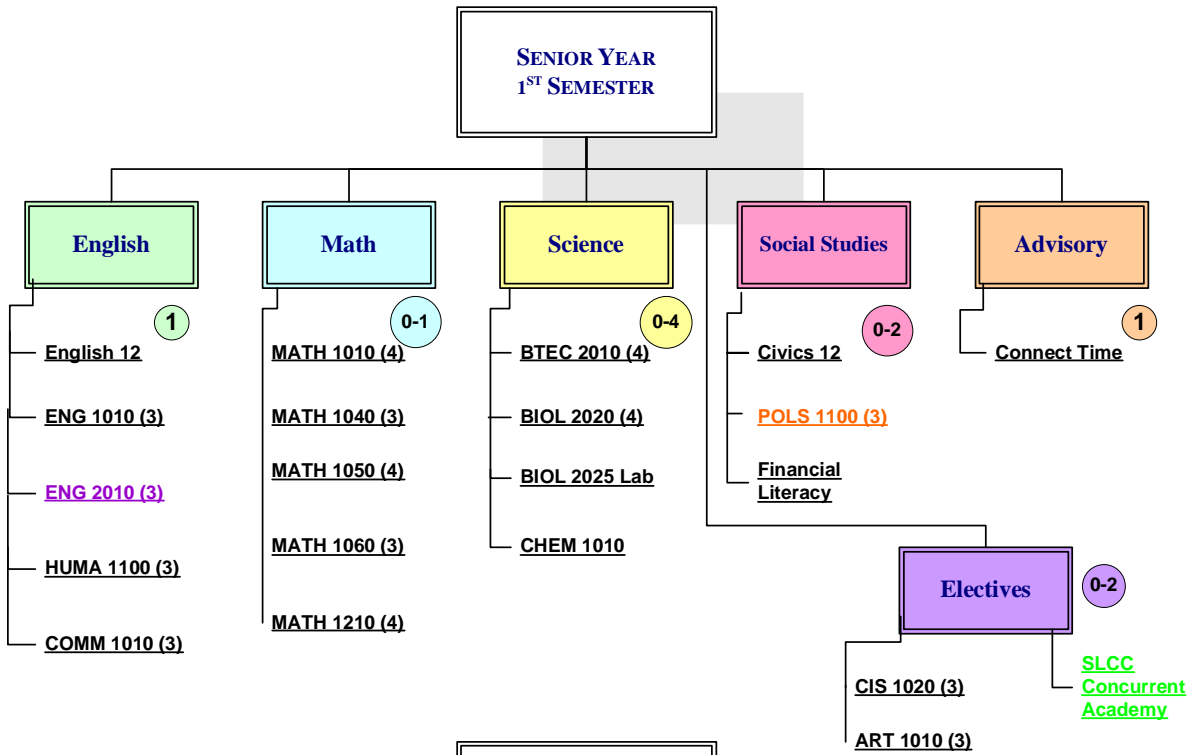 SENIOR YEAR
1ST SEMESTER
English
Math
Science
Social Studies
Advisory
1
0-1
0-4
0-2
1
English 12
ENG 1010 (3)
ENG 2010 (3)
HUMA 1100 (3)
COMM 1010 (3)
MATH 1010 (4)
MATH 1040 (3)
MATH 1050 (4)
MATH 1060 (3)
MATH 1210 (4)
BTEC 2010 (4)
BIOL 2020 (4)
BIOL 2025 Lab
CHEM 1010
Civics 12
POLS 1100 (3)
Financial
Literacy
Connect Time
Electives
0-2
CIS 1020 (3)
ART 1010 (3)
SLCC
Concurrent
Academy